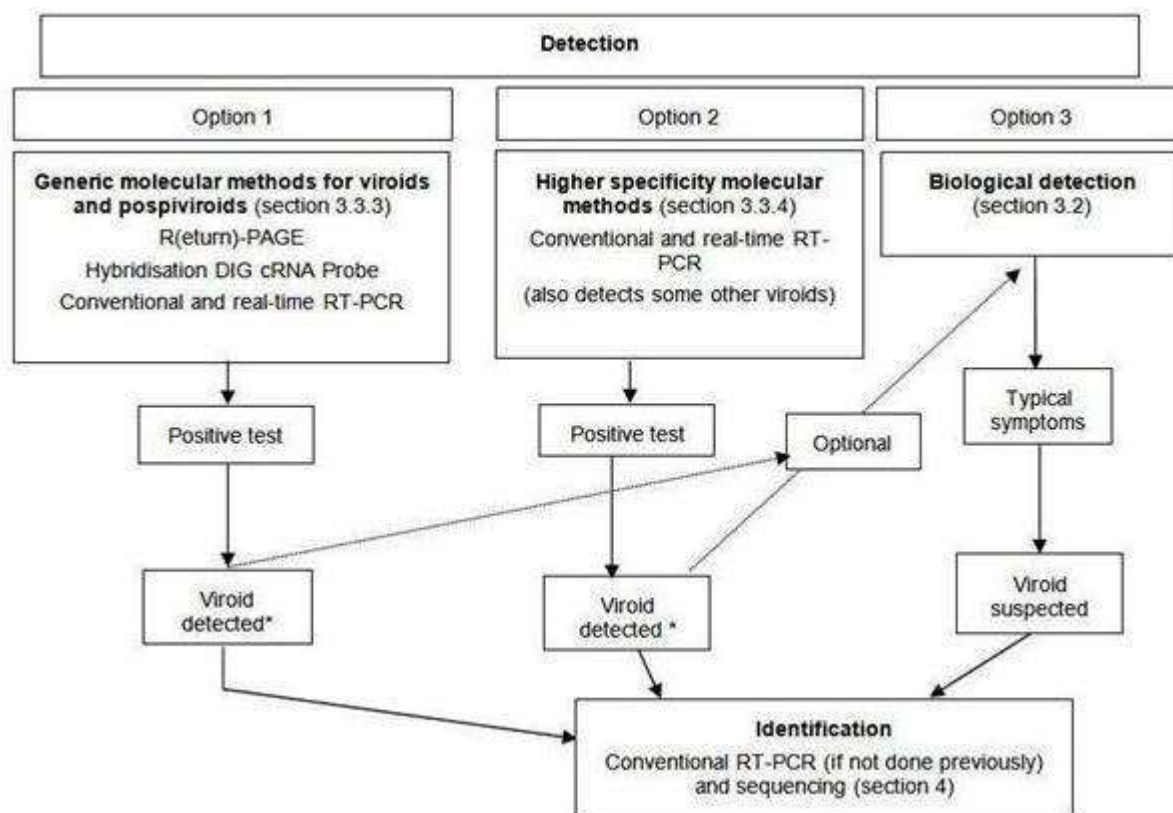 Detection
Option 1
Option 2
Option 3
Generic molecular methods for viroids
and pospiviroids (section 3.3.3)
R(eturn)-PAGE
Hybridisation DIG cRNA Probe
Conventional and real-time RT-PCR
Higher specificity molecular
methods (section 3.3.4)
Conventional and real-time RT-
PCR
(also detects some other viroids)
Biological detection
(section 3.2)
Positive test
Positive test
Optional
Typical
symptoms
Viroid
detected*
Viroid
detected *
Viroid
suspected
Identification
Conventional RT-PCR (if not done previously)
and sequencing (section 4)